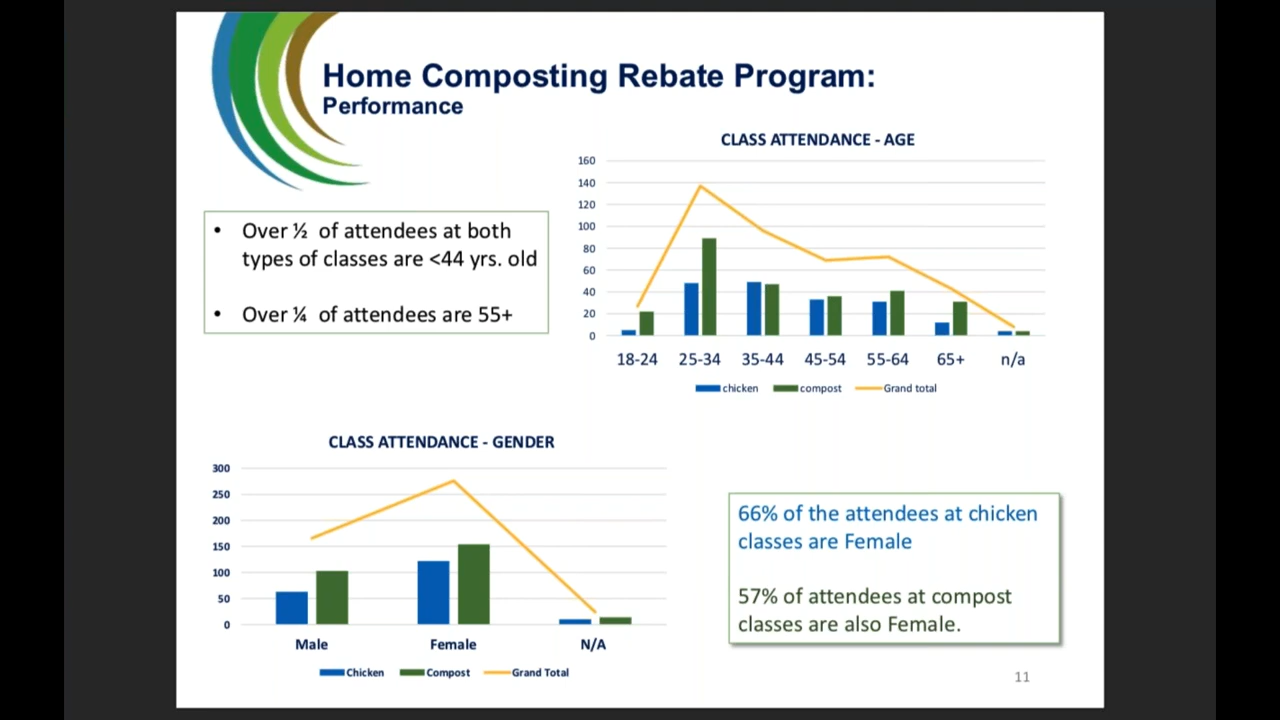 Home Composting Rebate Program:
Performance
CLASS ATTENDANCE - AGE
160
140
120
100
80
60
40
20
0
18-24 25-34 35-44 45-54 55-64 65+ n/a
chicken compost Grand total
• Over ½ of attendees at both
types of classes are <44 yrs. old
• Over ¼ of attendees are 55+
CLASS ATTENDANCE - GENDER
300
250
200
150
100
50
0
Male Female N/A
Chicken Compost Grand Total
66% of the attendees at chicken
classes are Female
57% of attendees at compost
classes are also Female.
11